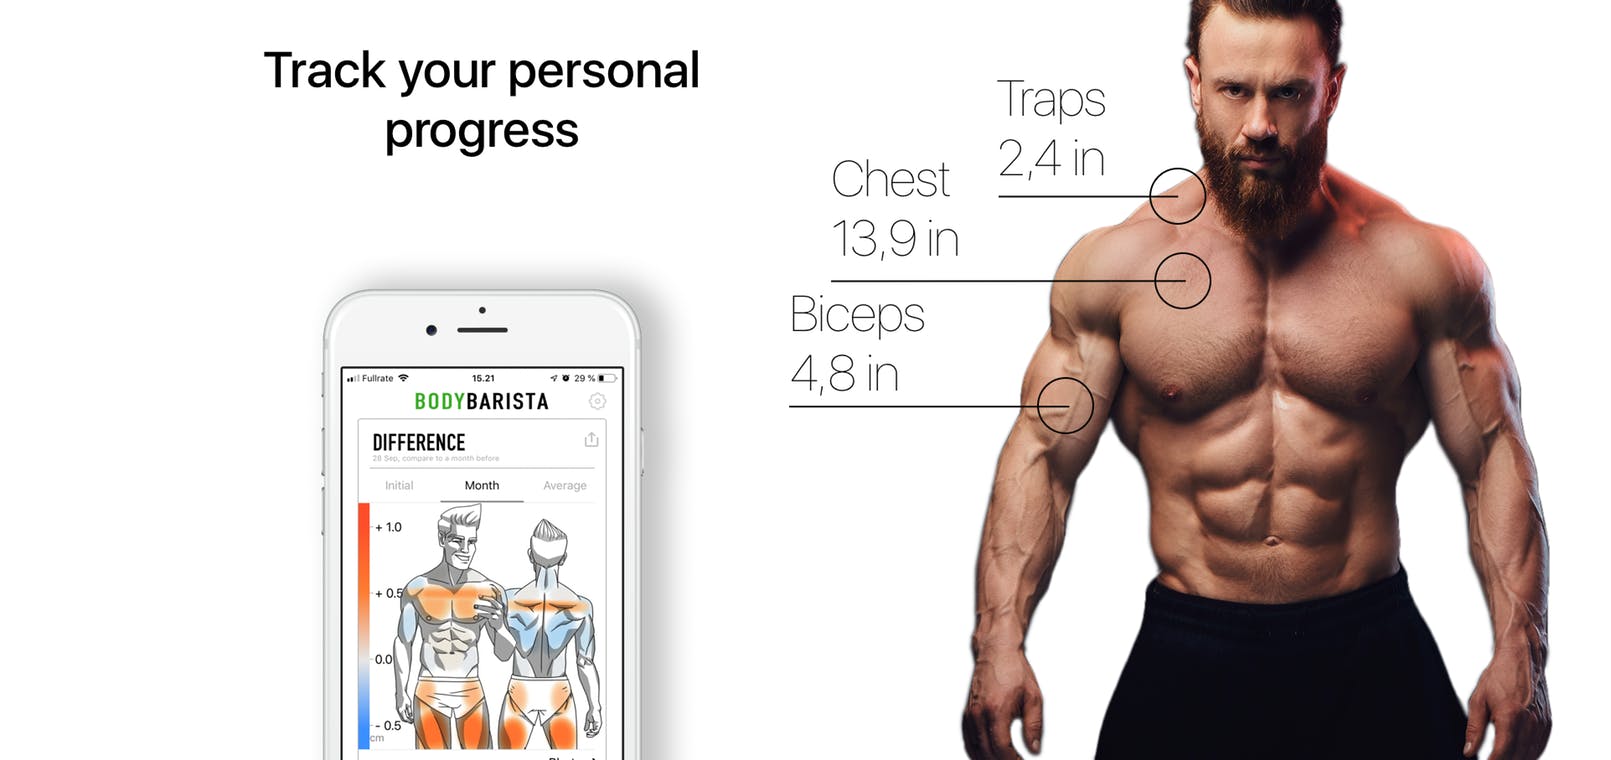 Track your personal
progress
Traps
2,4 in
Chest
13,9 in
Biceps
4,8 in
Fullrate
15.21
29 %
BODYBARISTA
DIFFERENCE
28 Sep, compare to a month before
Initial
Month
Average
+ 1.0
+ 0.5
0.0
- 0.5
cm